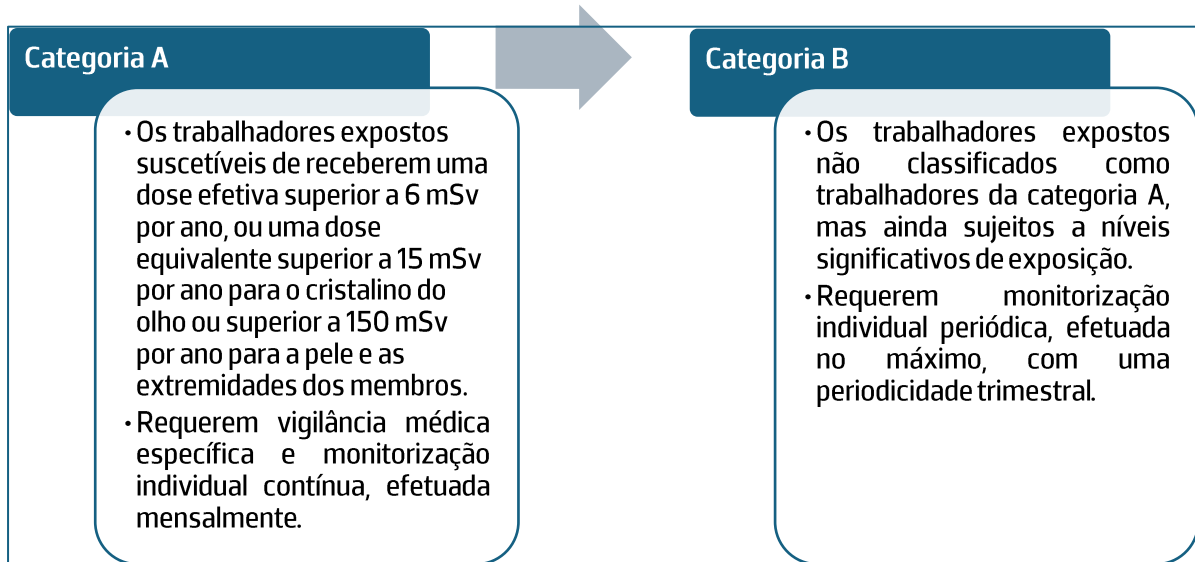 Categoria A
• Os trabalhadores expostos
suscetíveis de receberem uma
dose efetiva superior a 6 mSv
por ano, ou uma dose
equivalente superior a 15 mSv
por ano para o cristalino do
olho ou superior a 150 mSv
por ano para a pele e as
extremidades dos membros.
• Requerem vigilância médica
específica e monitorização
individual contínua, efetuada
mensalmente.
Categoria B
• Os trabalhadores expostos
não classificados como
trabalhadores da categoria A,
mas ainda sujeitos a níveis
significativos de exposição.
• Requerem monitorização
individual periódica, efetuada
no máximo, com uma
periodicidade trimestral.